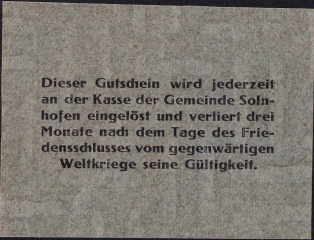 Dieser Gutschein wird jederzeit
an der Kasse der Gemeinde Soln-
hofen eingelöst und verliert drei
Monate nach dem Tage des Frie-
densschlusses vom gegenwärtigen
Weltkriege seine Gültigkeit.